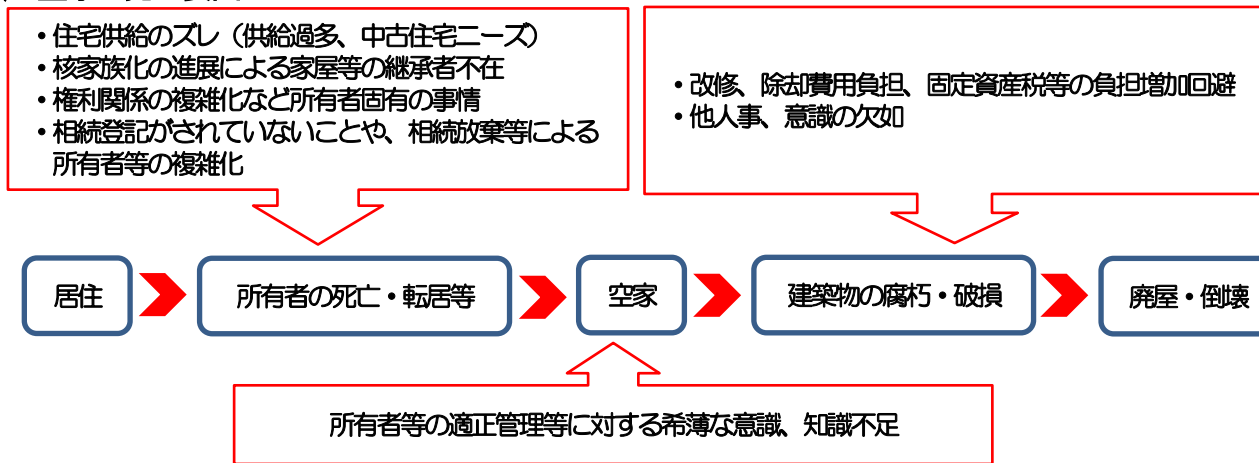 ・住宅供給のズレ（供給過多、中古住宅ニーズ）
・核家族化の進展による家屋等の継承者不在
・権利関係の複雑化など所有者固有の事情
・相続登記がされていないことや、相続放棄等による
所有者等の複雑化
・改修、除却費用負担、固定資産税等の負担増加回避
・他人事、意識の欠如
居住
所有者の死亡・転居等
空家
建築物の腐朽・破損
廃屋・倒壊
所有者等の適正管理等に対する希薄な意識、知識不足